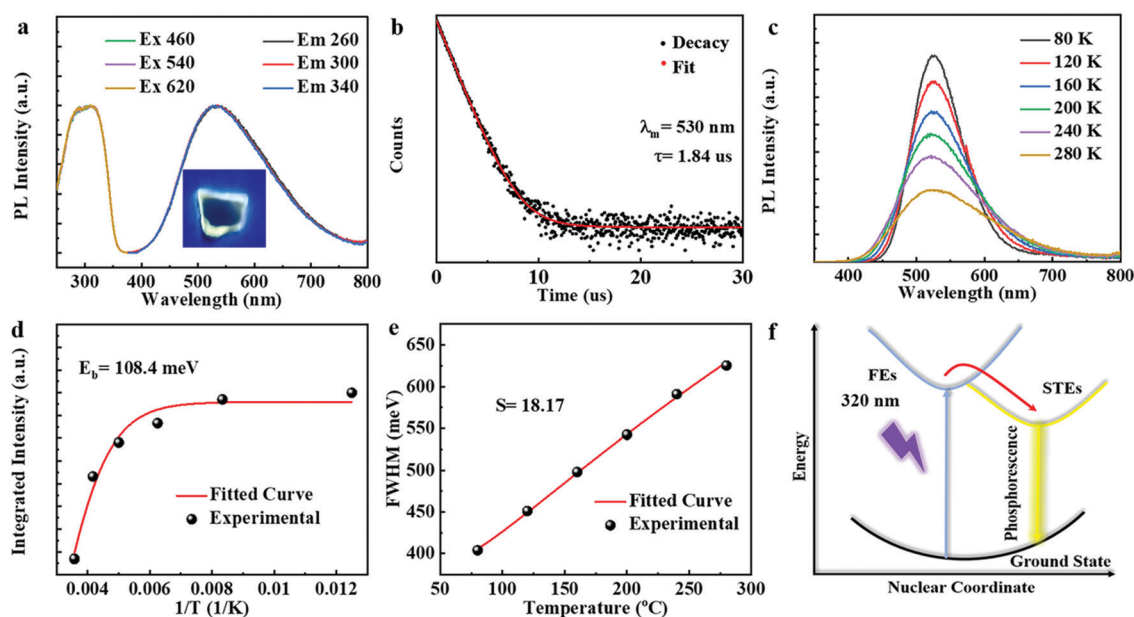 a
Ex 460
Ex 540
Ex 620
Em 260
Em 300
Em 340
PL Intensity (a.u.)
300 400 500 600 700 800
Wavelength (nm)
b
Decacy
Fit
λm= 530 nm
τ= 1.84 us
Counts
0 10 20 30
Time (us)
c
80 K
120 K
160 K
200 K
240 K
280 K
PL Intensity (a.u.)
400 500 600 700 800
Wavelength (nm)
d
Eb= 108.4 meV
Fitted Curve
Experimental
Integrated Intensity (a.u.)
0.004 0.006 0.008 0.010 0.012
1/T (1/K)
e
S= 18.17
Fitted Curve
Experimental
FWHM (meV)
650
600
550
500
450
400
50 100 150 200 250 300
Temperature (ºC)
f
FEs
STEs
320 nm
Phosphorescence
Ground State
Energy
Nuclear Coordinate